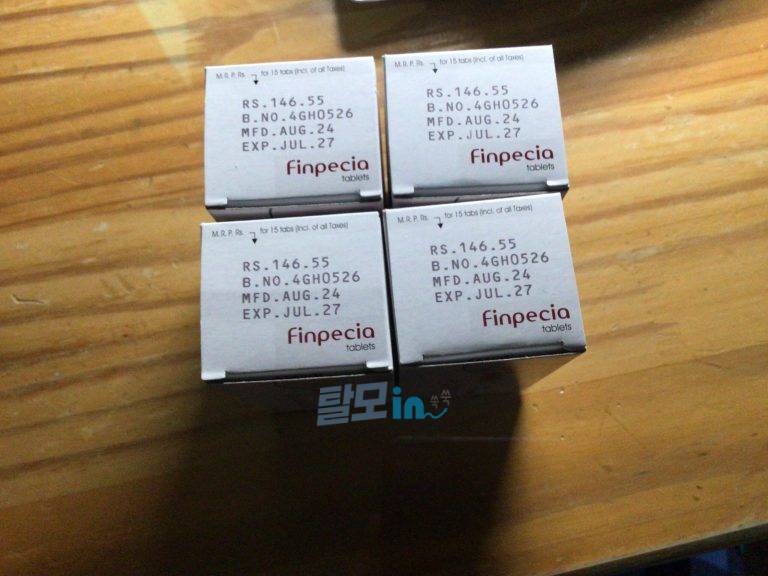 M. R. P. Rs. for 15 tabs (Incl. of all Taxes)
RS.146.55
B.NO.4GH0526
MFD.AUG.24
EXP.JUL.27
Finpecia
tablets
M. R. P. Rs. for 15 tabs (Incl. of all Taxes)
RS.146.55
B.NO.4GH0526
MFD.AUG.24
EXP.JUL.27
Finpecia
tablets
M. R. P. Rs. for 15 tabs (Incl. of all Taxes)
RS.146.55
B.NO.4GH0526
MFD.AUG.24
EXP.JUL.27
Finpecia
tablets
M. R. P. Rs. for 15 tabs (Incl. of all Taxes)
RS.146.55
B.NO.4GH0526
MFD.AUG.24
EXP.JUL.27
Finpecia
tablets
탈모in 쑥쑥